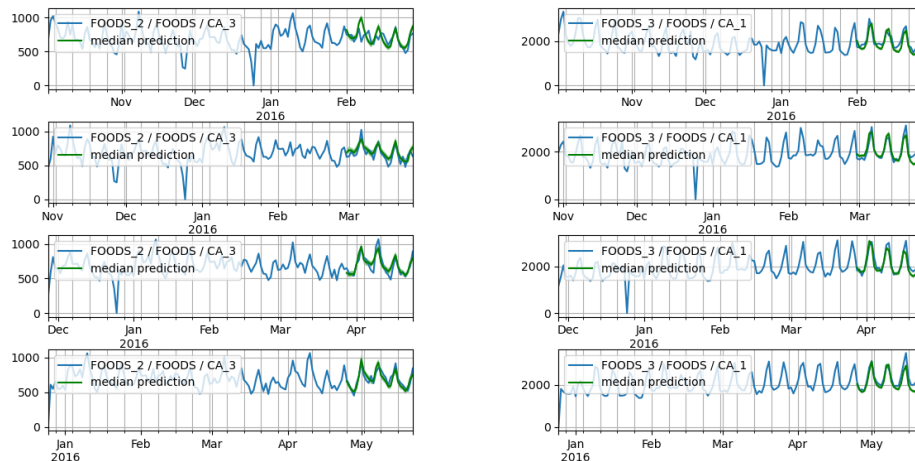 1000
500
0
FOODS_2 / FOODS / CA_3
median prediction
Nov
Dec
Jan
Feb
2016
2000
0
FOODS_3 / FOODS / CA_1
median prediction
Nov
Dec
Jan
Feb
2016
1000
500
0
FOODS_2 / FOODS / CA_3
median prediction
Nov
Dec
Jan
Feb
Mar
2016
2000
0
FOODS_3 / FOODS / CA_1
median prediction
Nov
Dec
Jan
Feb
Mar
2016
1000
500
0
FOODS_2 / FOODS / CA_3
median prediction
Dec
Jan
Feb
Mar
Apr
2016
2000
0
FOODS_3 / FOODS / CA_1
median prediction
Dec
Jan
Feb
Mar
Apr
2016
1000
500
0
FOODS_2 / FOODS / CA_3
median prediction
Jan
Feb
Mar
Apr
May
2016
2000
0
FOODS_3 / FOODS / CA_1
median prediction
Jan
Feb
Mar
Apr
May
2016